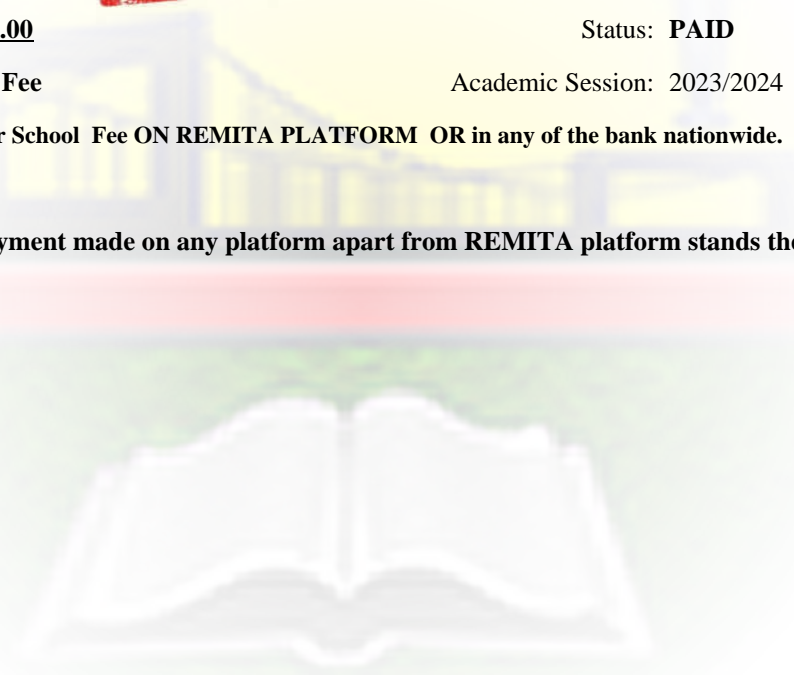 .00 Status: PAID
Fee Academic Session: 2023/2024
r School Fee ON REMITA PLATFORM OR in any of the bank nationwide.
yment made on any platform apart from REMITA platform stands the